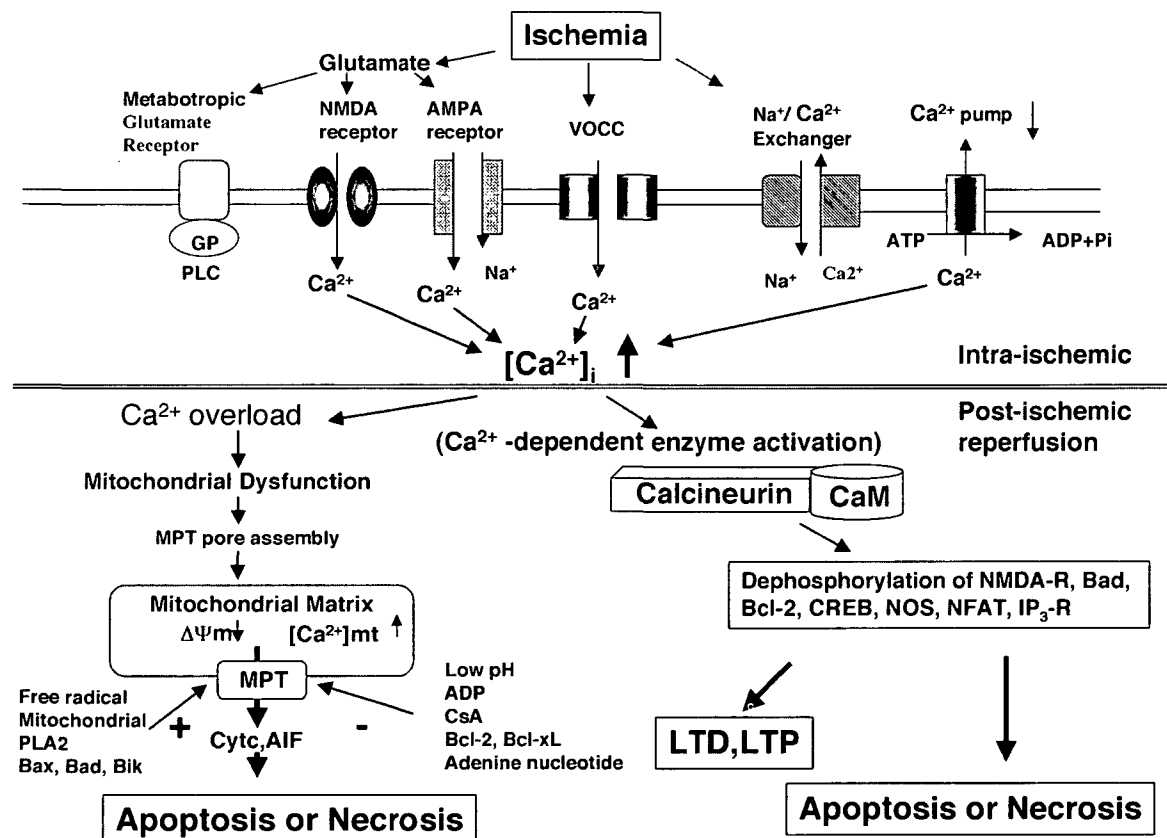 Ischemia
Glutamate
Metabotropic
Glutamate
Receptor
NMDA
receptor
AMPA
receptor
VOCC
Na⁺/ Ca²⁺
Exchanger
Ca²⁺ pump
GP
PLC
Ca²⁺
Ca²⁺
Na⁺
Ca²⁺
Na⁺
Ca2⁺
ATP
ADP+Pi
Ca²⁺
[Ca²⁺]i
Intra-ischemic
Post-ischemic
reperfusion
Ca²⁺ overload
Mitochondrial Dysfunction
MPT pore assembly
Mitochondrial Matrix
ΔΨm
[Ca²⁺]mt
MPT
Free radical
Mitochondrial
PLA2
Bax, Bad, Bik
+
-
Low pH
ADP
CsA
Bcl-2, Bcl-xL
Adenine nucleotide
Cytc,AIF
Apoptosis or Necrosis
(Ca²⁺ -dependent enzyme activation)
Calcineurin
CaM
Dephosphorylation of NMDA-R, Bad,
Bcl-2, CREB, NOS, NFAT, IP₃-R
LTD,LTP
Apoptosis or Necrosis